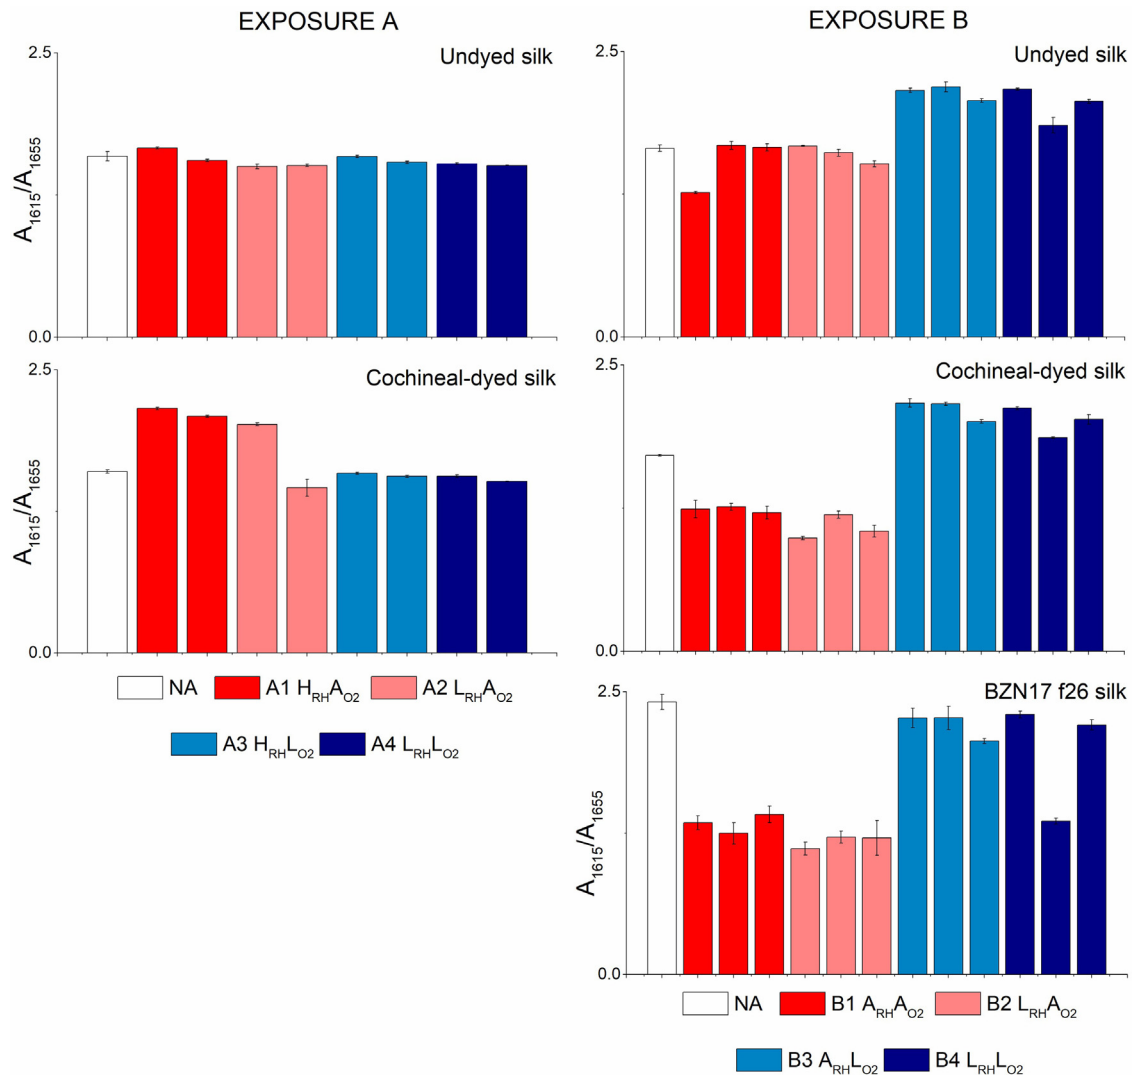 EXPOSURE A
Undyed silk
2.5
A1615/A1655
0.0
Cochineal-dyed silk
2.5
A1615/A1655
0.0
NA
A1 HRHAO2
A2 LRHAO2
A3 HRHLO2
A4 LRHLO2
EXPOSURE B
Undyed silk
2.5
0.0
Cochineal-dyed silk
2.5
0.0
BZN17 f26 silk
2.5
A1615/A1655
0.0
NA
B1 ARHAO2
B2 LRHAO2
B3 ARHLO2
B4 LRHLO2